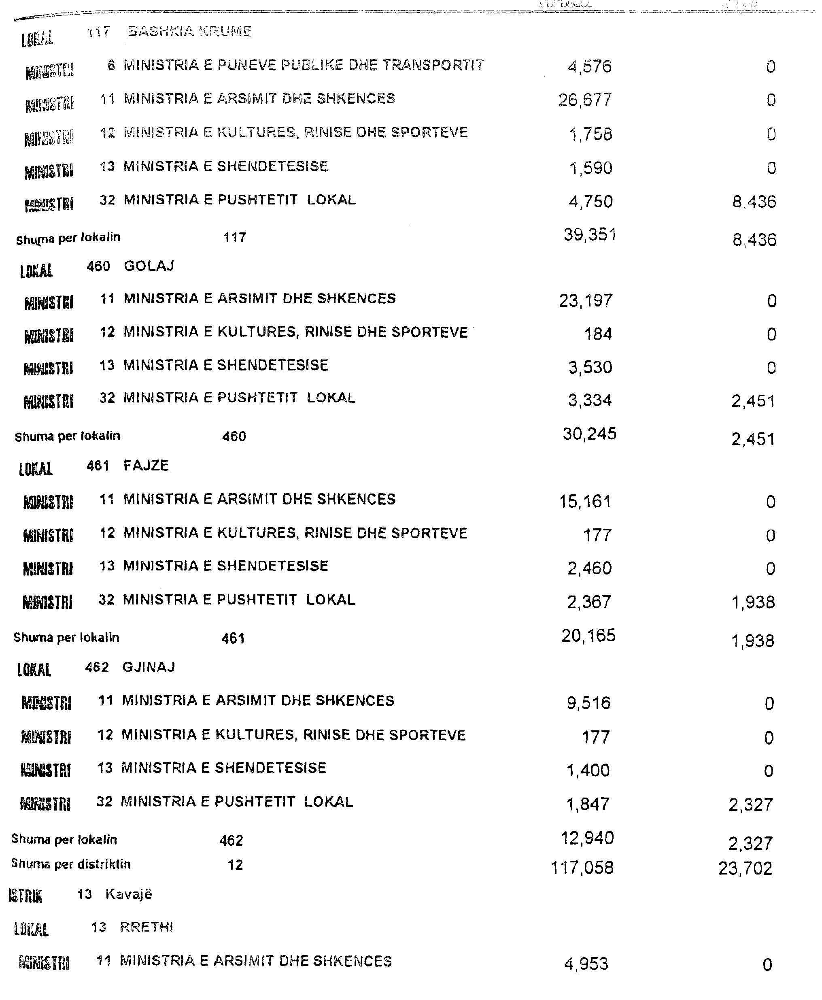 LOKAL 117 BASHKIA KRUME
MINISTRI 6 MINISTRIA E PUNEVE PUBLIKE DHE TRANSPORTIT 4,576 0
MINISTRI 11 MINISTRIA E ARSIMIT DHE SHKENCES 26,677 0
MINISTRI 12 MINISTRIA E KULTURES, RINISE DHE SPORTEVE 1,758 0
MINISTRI 13 MINISTRIA E SHENDETESISE 1,590 0
MINISTRI 32 MINISTRIA E PUSHTETIT LOKAL 4,750 8,436
Shuma per lokalin 117 39,351 8,436
LOKAL 460 GOLAJ
MINISTRI 11 MINISTRIA E ARSIMIT DHE SHKENCES 23,197 0
MINISTRI 12 MINISTRIA E KULTURES, RINISE DHE SPORTEVE 184 0
MINISTRI 13 MINISTRIA E SHENDETESISE 3,530 0
MINISTRI 32 MINISTRIA E PUSHTETIT LOKAL 3,334 2,451
Shuma per lokalin 460 30,245 2,451
LOKAL 461 FAJZE
MINISTRI 11 MINISTRIA E ARSIMIT DHE SHKENCES 15,161 0
MINISTRI 12 MINISTRIA E KULTURES, RINISE DHE SPORTEVE 177 0
MINISTRI 13 MINISTRIA E SHENDETESISE 2,460 0
MINISTRI 32 MINISTRIA E PUSHTETIT LOKAL 2,367 1,938
Shuma per lokalin 461 20,165 1,938
LOKAL 462 GJINAJ
MINISTRI 11 MINISTRIA E ARSIMIT DHE SHKENCES 9,516 0
MINISTRI 12 MINISTRIA E KULTURES, RINISE DHE SPORTEVE 177 0
MINISTRI 13 MINISTRIA E SHENDETESISE 1,400 0
MINISTRI 32 MINISTRIA E PUSHTETIT LOKAL 1,847 2,327
Shuma per lokalin 462 12,940 2,327
Shuma per distriktin 12 117,058 23,702
ISTRIK 13 Kavajë
LOKAL 13 RRETHI
MINISTRI 11 MINISTRIA E ARSIMIT DHE SHKENCES 4,953 0